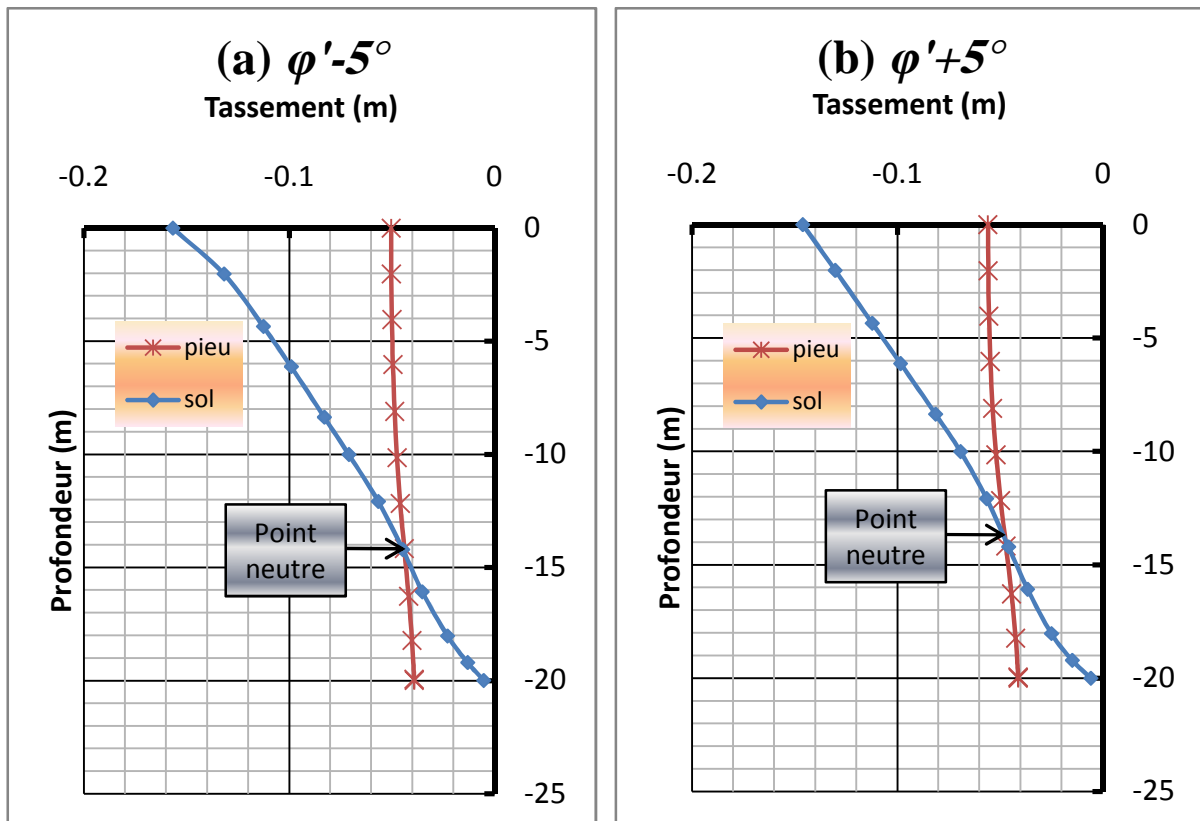 (a) φ'-5°
Tassement (m)
-0.2 -0.1 0
0
-5
-10
-15
-20
-25
Profondeur (m)
pieu
sol
Point
neutre
(b) φ'+5°
Tassement (m)
-0.2 -0.1 0
0
-5
-10
-15
-20
-25
Profondeur (m)
pieu
sol
Point
neutre